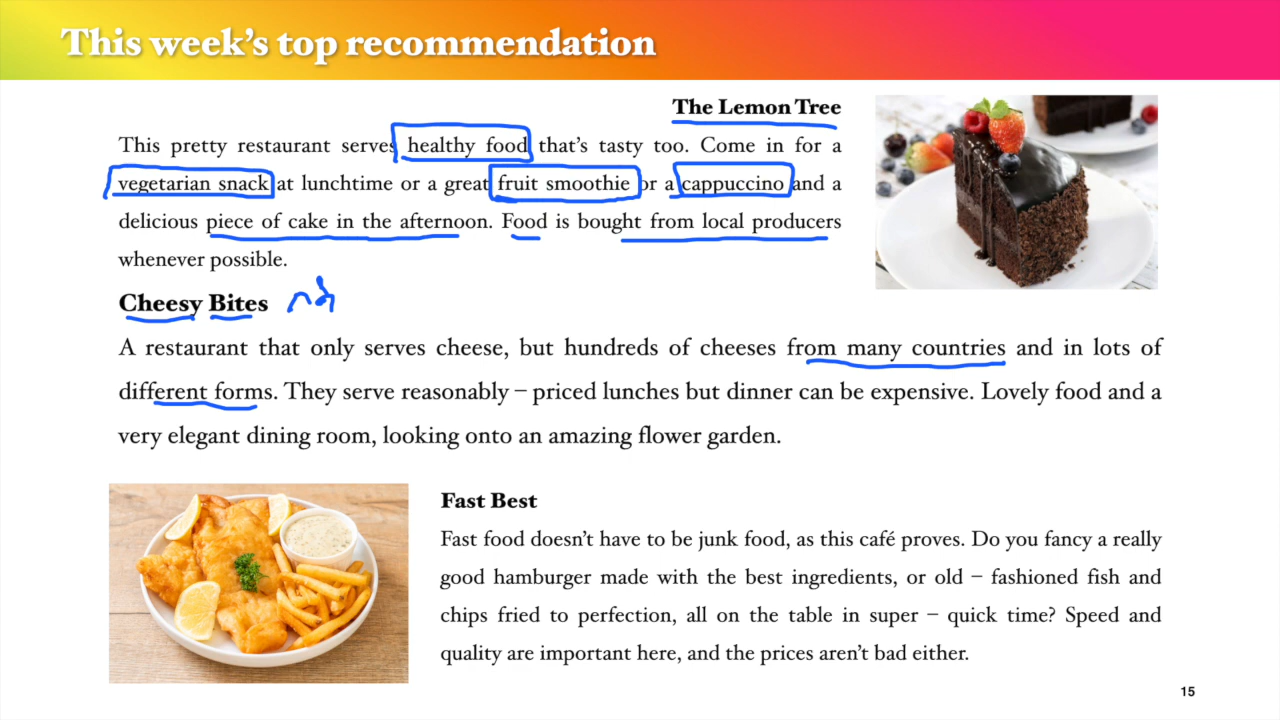 This week’s top recommendation
The Lemon Tree
This pretty restaurant serves healthy food that’s tasty too. Come in for a
vegetarian snack at lunchtime or a great fruit smoothie or a cappuccino and a
delicious piece of cake in the afternoon. Food is bought from local producers
whenever possible.
Cheesy Bites
A restaurant that only serves cheese, but hundreds of cheeses from many countries and in lots of
different forms. They serve reasonably – priced lunches but dinner can be expensive. Lovely food and a
very elegant dining room, looking onto an amazing flower garden.
Fast Best
Fast food doesn’t have to be junk food, as this café proves. Do you fancy a really
good hamburger made with the best ingredients, or old – fashioned fish and
chips fried to perfection, all on the table in super – quick time? Speed and
quality are important here, and the prices aren’t bad either.
15